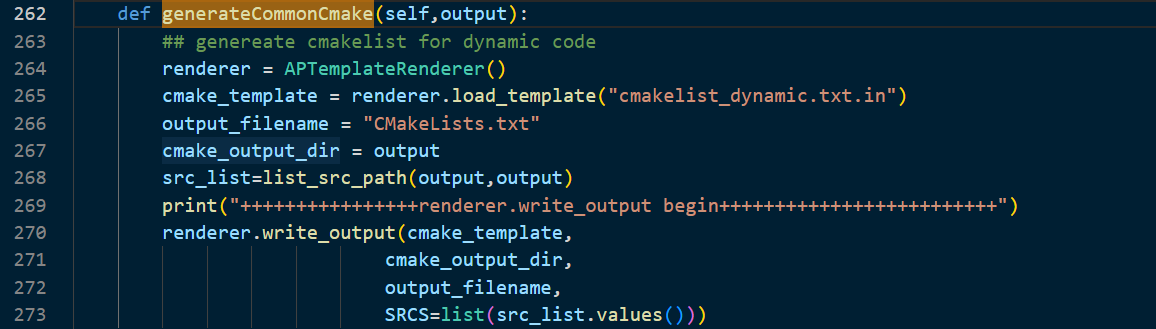 262 def generateCommonCmake(self,output):
263 ## genereate cmakelist for dynamic code
264 renderer = APTemplateRenderer()
265 cmake_template = renderer.load_template("cmakelist_dynamic.txt.in")
266 output_filename = "CMakeLists.txt"
267 cmake_output_dir = output
268 src_list=list_src_path(output,output)
269 print("++++++++++++++++renderer.write_output begin+++++++++++++++++++++++++")
270 renderer.write_output(cmake_template,
271 cmake_output_dir,
272 output_filename,
273 SRCS=list(src_list.values()))